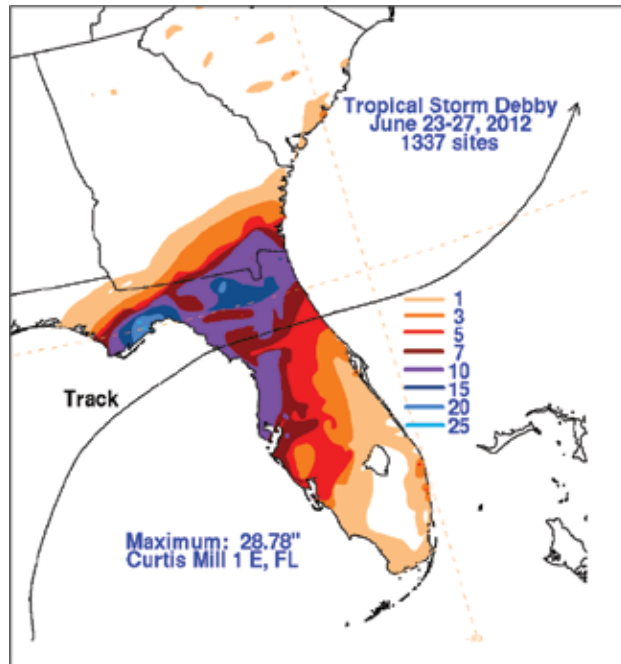 Tropical Storm Debby
June 23-27, 2012
1337 sites
1
3
5
7
10
15
20
25
Track
Maximum: 28.78"
Curtis Mill 1 E, FL